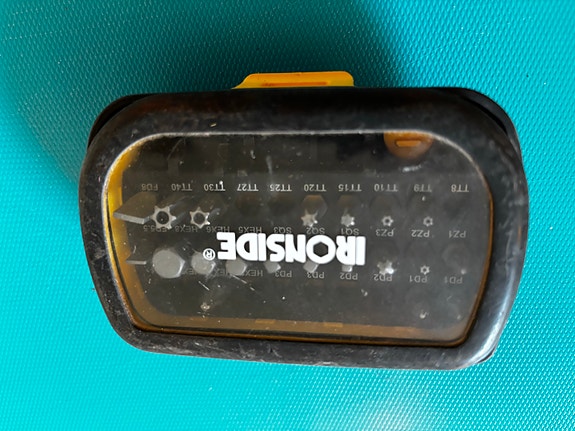 PD1 PD1 PD2 PD2 PD3 PD3
IRONSIDE®
PZ1 PZ2 PZ3 SQ1 SQ2 SQ3 HEX5 HEX6
TT8 TT9 TT10 TT15 TT20 TT25 TT27 TT30 TT40 FD8